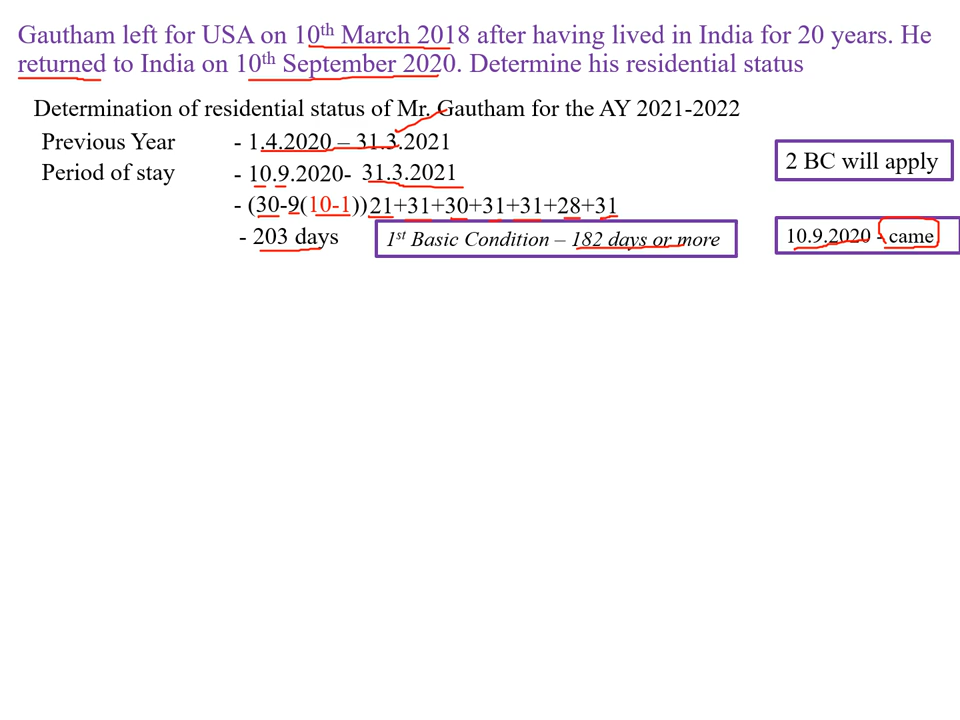 Gautham left for USA on 10th March 2018 after having lived in India for 20 years. He
returned to India on 10th September 2020. Determine his residential status
Determination of residential status of Mr. Gautham for the AY 2021-2022
Previous Year - 1.4.2020 – 31.3.2021
2 BC will apply
Period of stay - 10.9.2020- 31.3.2021
- (30-9(10-1))21+31+30+31+31+28+31
- 203 days 1st Basic Condition – 182 days or more 10.9.2020 - came